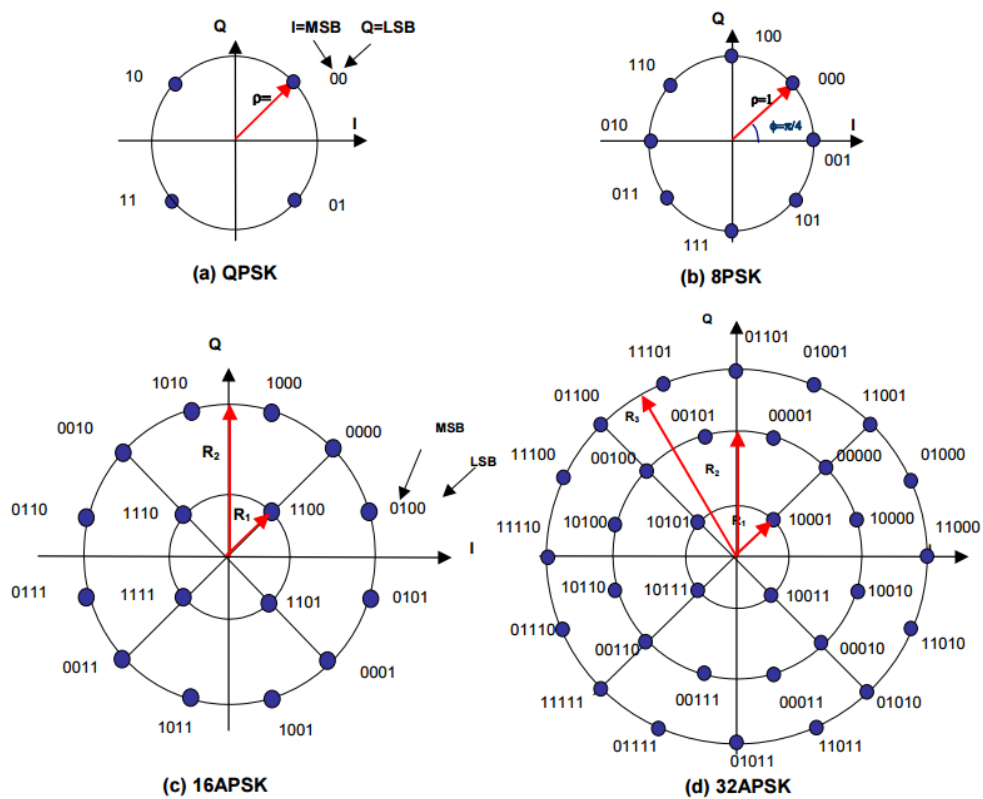 Q
I=MSB Q=LSB
10
00
ρ=
I
11
01
(a) QPSK
Q
100
110
000
ρ=1
ϕ=π/4
I
010
001
011
101
111
(b) 8PSK
Q
1010
1000
0010
0000
MSB
R2
LSB
0110
1110
R1
1100
0100
I
0111
1111
1101
0101
0011
0001
1011
1001
(c) 16APSK
Q
01101
11101
01001
01100
11001
R3
00101
00001
11100
00100
R2
00000
01000
10100
10101
R1
10001
10000
11110
11000
I
10110
10111
10011
10010
01110
00110
00010
11010
11111
00111
00011
01010
01111
11011
01011
(d) 32APSK